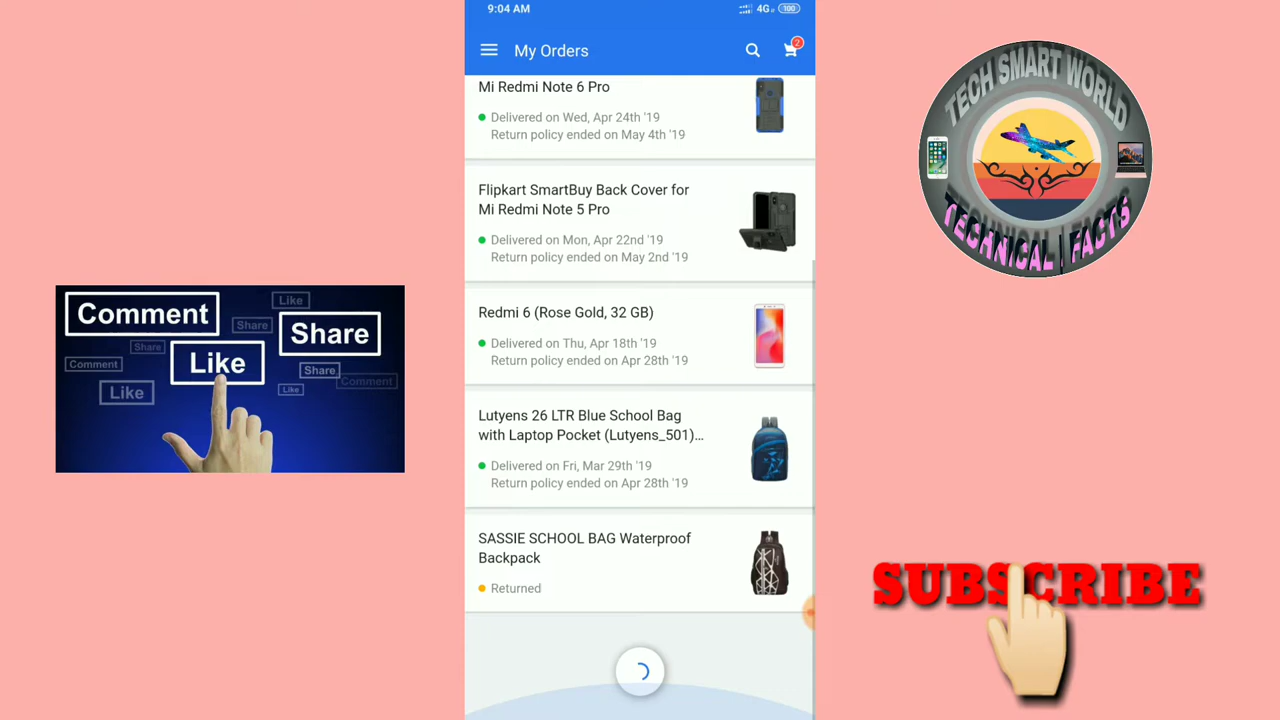 9:04 AM
4G
100
My Orders
2
Mi Redmi Note 6 Pro
Delivered on Wed, Apr 24th '19
Return policy ended on May 4th '19
Flipkart SmartBuy Back Cover for
Mi Redmi Note 5 Pro
Delivered on Mon, Apr 22nd '19
Return policy ended on May 2nd '19
Redmi 6 (Rose Gold, 32 GB)
Delivered on Thu, Apr 18th '19
Return policy ended on Apr 28th '19
Lutyens 26 LTR Blue School Bag
with Laptop Pocket (Lutyens_501)...
Delivered on Fri, Mar 29th '19
Return policy ended on Apr 28th '19
SASSIE SCHOOL BAG Waterproof
Backpack
Returned
Comment
Like
Share
Share
Share
Like
Comment
Share
Comment
Like
Like
TECH SMART WORLD
TECHNICAL | FACTS
SUBSCRIBE